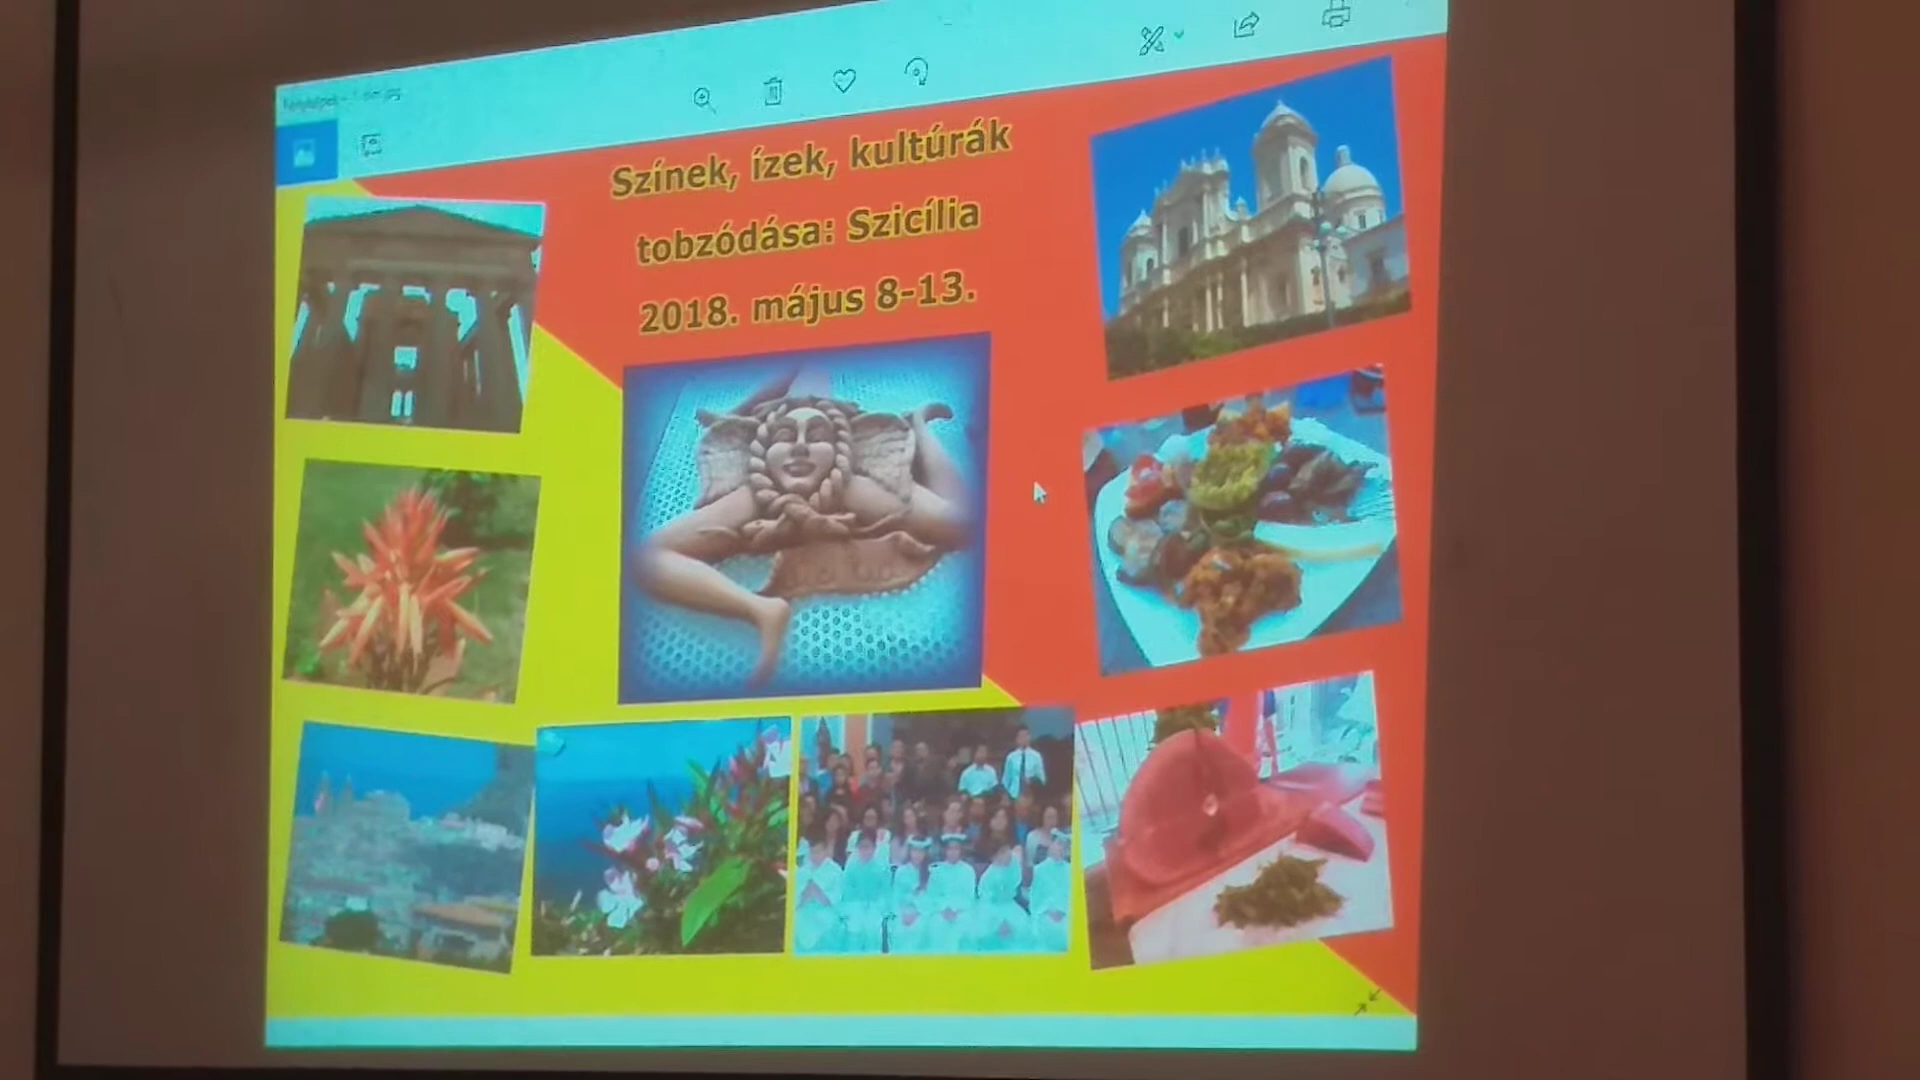 Színek, ízek, kultúrák
tobzódása: Szicília
2018. május 8-13.